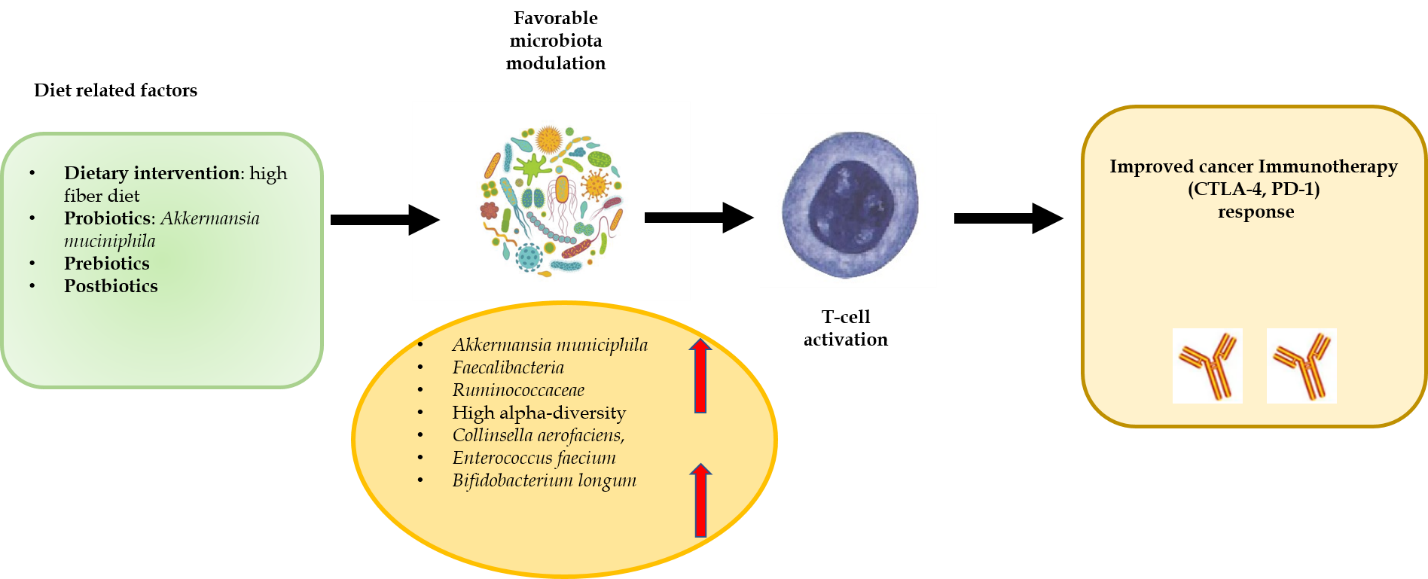 Favorable
microbiota
modulation
Diet related factors
• Dietary intervention: high
fiber diet
• Probiotics: Akkermansia
muciniphila
• Prebiotics
• Postbiotics
• Akkermansia municiphila
• Faecalibacteria
• Ruminococcaceae
• High alpha-diversity
• Collinsella aerofaciens,
• Enterococcus faecium
• Bifidobacterium longum
T-cell
activation
Improved cancer Immunotherapy
(CTLA-4, PD-1)
response